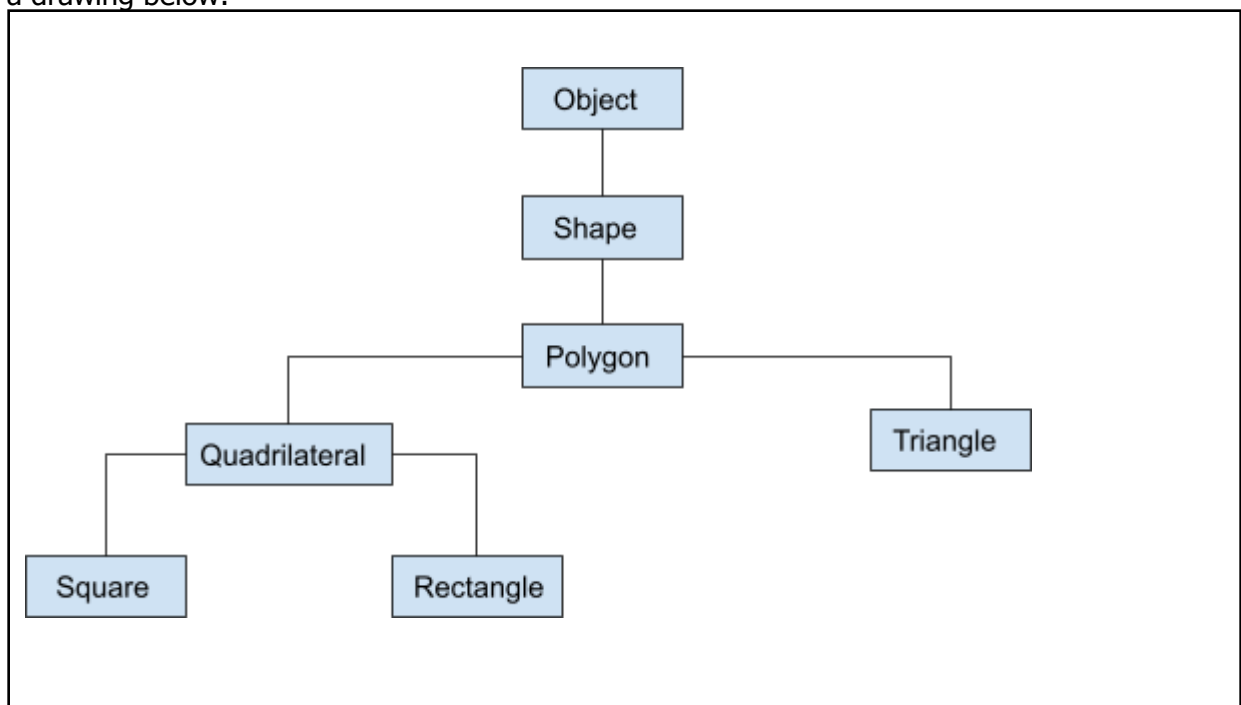 a drawing below:
Object
Shape
Polygon
Quadrilateral
Triangle
Square
Rectangle